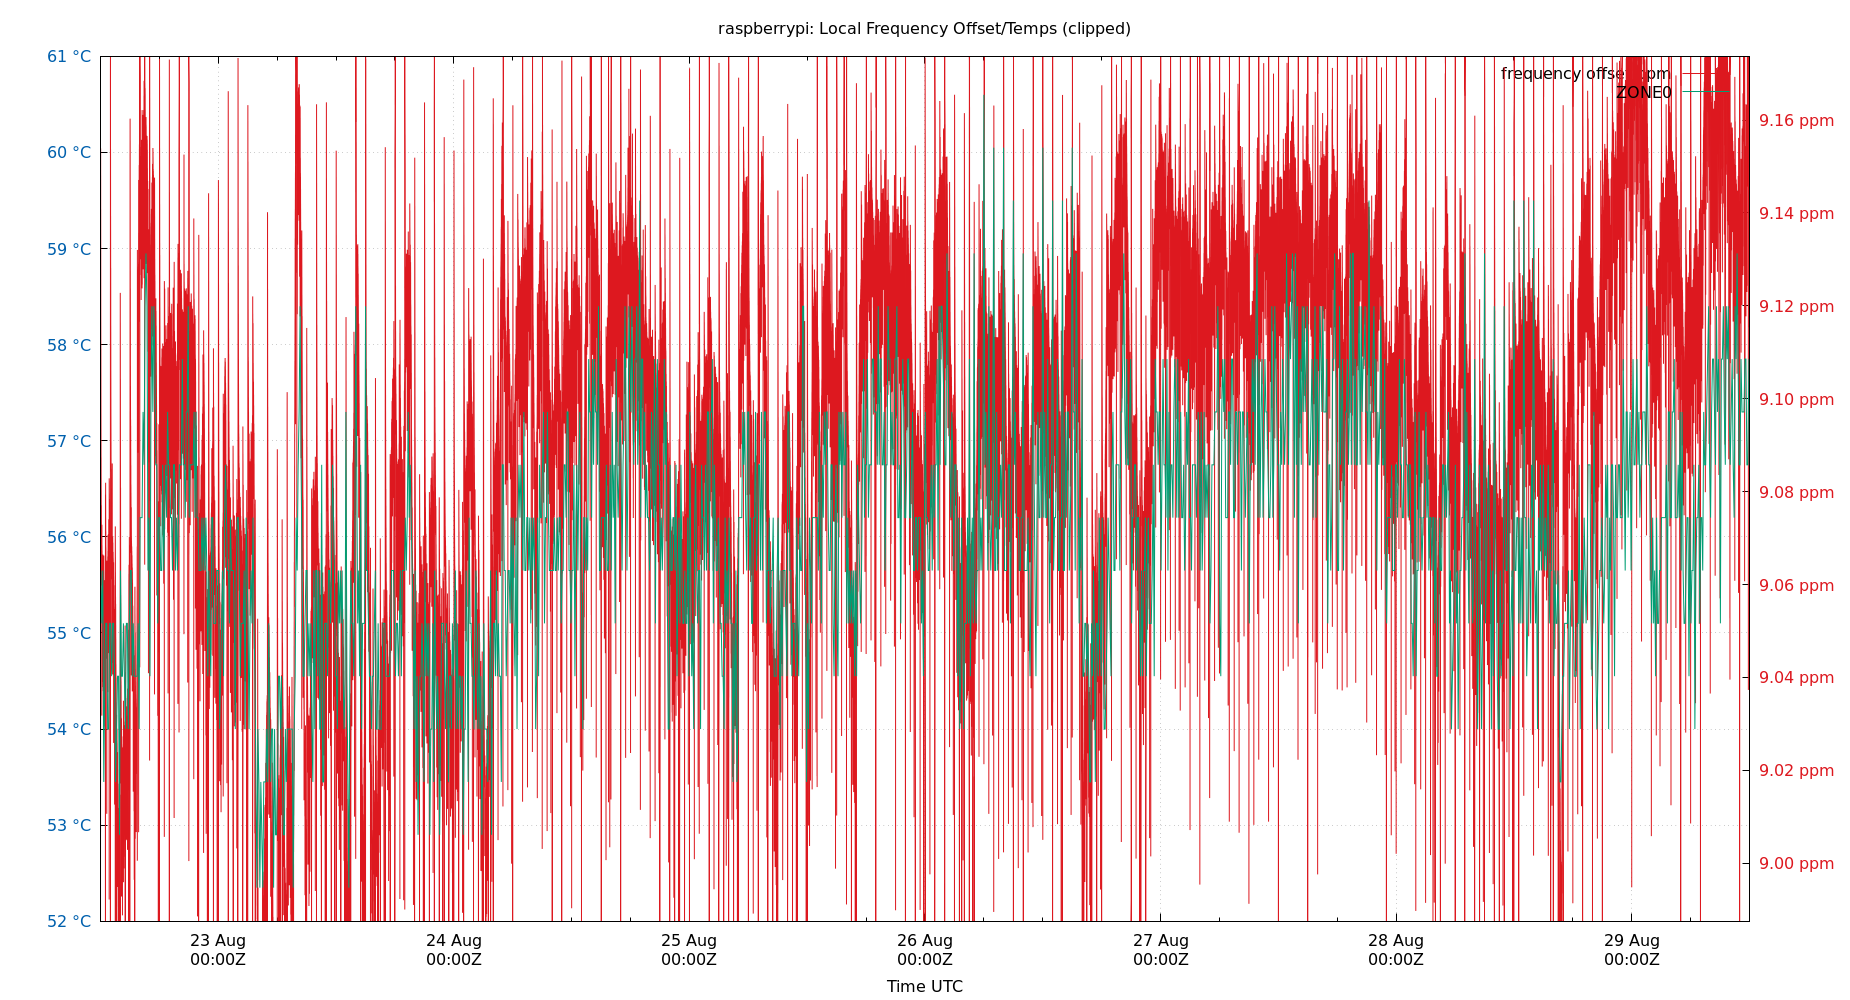 raspberrypi: Local Frequency Offset/Temps (clipped)
61 °C
60 °C
59 °C
58 °C
57 °C
56 °C
55 °C
54 °C
53 °C
52 °C
frequency offset ppm
ZONE0
9.16 ppm
9.14 ppm
9.12 ppm
9.10 ppm
9.08 ppm
9.06 ppm
9.04 ppm
9.02 ppm
9.00 ppm
23 Aug
00:00Z
24 Aug
00:00Z
25 Aug
00:00Z
26 Aug
00:00Z
27 Aug
00:00Z
28 Aug
00:00Z
29 Aug
00:00Z
Time UTC